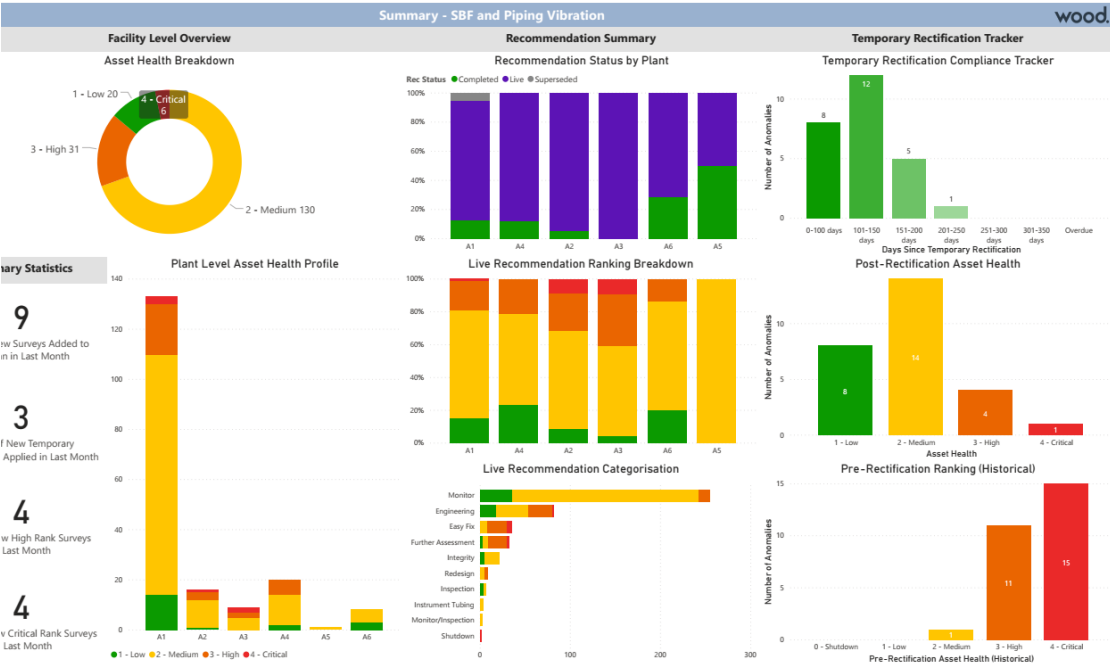 Summary - SBF and Piping Vibration
wood.
Facility Level Overview
Recommendation Summary
Temporary Rectification Tracker
Asset Health Breakdown
1 - Low 20
4 - Critical
6
3 - High 31
2 - Medium 130
Recommendation Status by Plant
Rec Status Completed Live Superseded
100%
80%
60%
40%
20%
0%
A1 A4 A2 A3 A6 A5
Temporary Rectification Compliance Tracker
Number of Anomalies
10
5
0
8
12
5
1
0-100 days 101-150 151-200 201-250 251-300 301-350 Overdue
days days days days days
Days Since Temporary Rectification
Statistics
9
Surveys Added to
in Last Month
3
New Temporary
Applied in Last Month
4
High Rank Surveys
Last Month
4
Critical Rank Surveys
Last Month
Plant Level Asset Health Profile
140
120
100
80
60
40
20
0
A1 A2 A3 A4 A5 A6
1 - Low 2 - Medium 3 - High 4 - Critical
Live Recommendation Ranking Breakdown
100%
80%
60%
40%
20%
0%
A1 A4 A2 A3 A6 A5
Live Recommendation Categorisation
Monitor
Engineering
Easy Fix
Further Assessment
Integrity
Redesign
Inspection
Instrument Tubing
Monitor/Inspection
Shutdown
0 100 200 300
Post-Rectification Asset Health
Number of Anomalies
10
5
0
8
14
4
1
1 - Low 2 - Medium 3 - High 4 - Critical
Asset Health
Pre-Rectification Ranking (Historical)
Number of Anomalies
15
10
5
0
1
11
15
0 - Shutdown 1 - Low 2 - Medium 3 - High 4 - Critical
Pre-Rectification Asset Health (Historical)